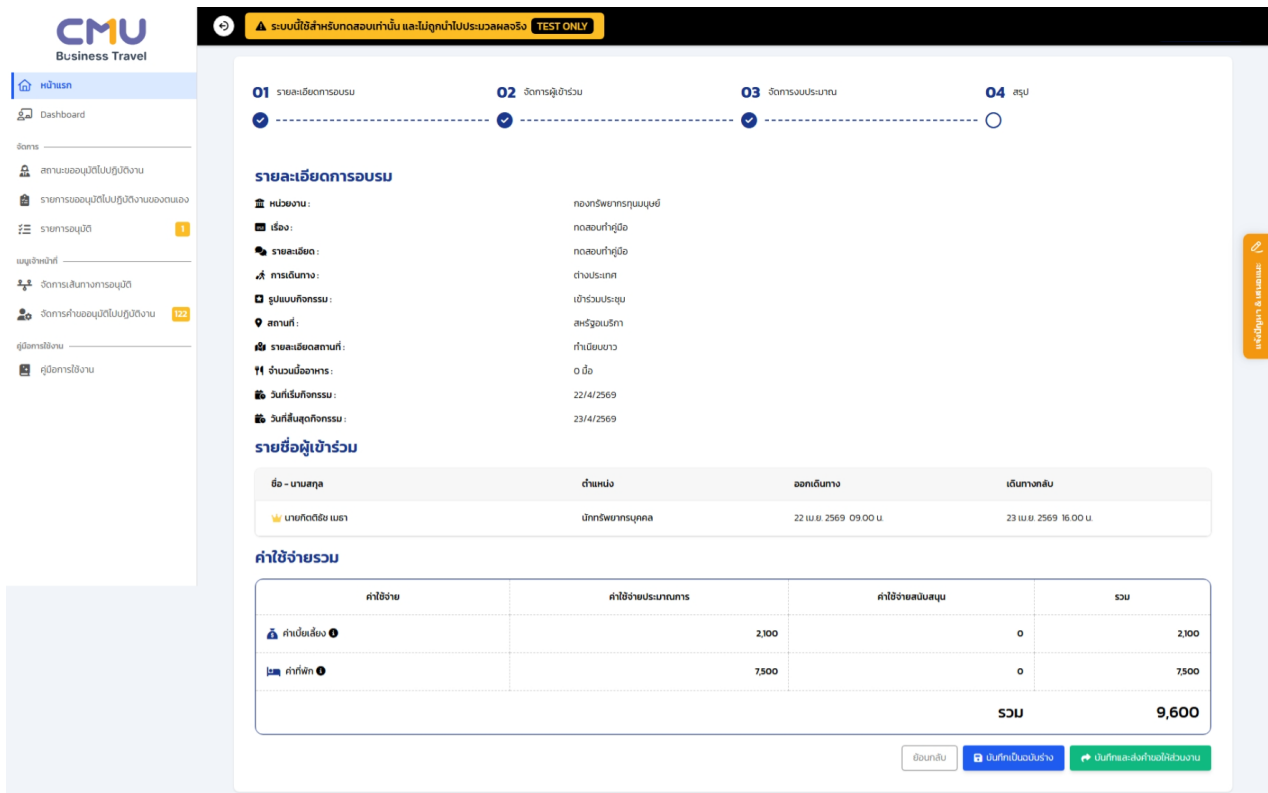 CMU
Business Travel
ระบบนี้ใช้สำหรับทดสอบเท่านั้น และไม่ถูกนำไปประมวลผลจริง TEST ONLY
หน้าแรก
Dashboard
จัดการ
สถานะขออนุมัติไปปฏิบัติงาน
รายการขออนุมัติไปปฏิบัติงานของตนเอง
รายการอนุมัติ 1
เมนูเจ้าหน้าที่
จัดการเส้นทางการอนุมัติ
จัดการคำขออนุมัติไปปฏิบัติงาน 122
คู่มือการใช้งาน
คู่มือการใช้งาน
01 รายละเอียดการอบรม
02 จัดการผู้เข้าร่วม
03 จัดการงบประมาณ
04 สรุป
รายละเอียดการอบรม
หน่วยงาน : กองทรัพยากรทุนมนุษย์
เรื่อง : ทดสอบทำคู่มือ
รายละเอียด : ทดสอบทำคู่มือ
การเดินทาง : ต่างประเทศ
รูปแบบกิจกรรม : เข้าร่วมประชุม
สถานที่ : สหรัฐอเมริกา
รายละเอียดสถานที่ : ทำเนียบขาว
จำนวนมื้ออาหาร : 0 มื้อ
วันที่เริ่มกิจกรรม : 22/4/2569
วันที่สิ้นสุดกิจกรรม : 23/4/2569
รายชื่อผู้เข้าร่วม
ชื่อ - นามสกุล ตำแหน่ง ออกเดินทาง เดินทางกลับ
นายกิตติธัช เมธา นักทรัพยากรบุคคล 22 เม.ย. 2569 09.00 น. 23 เม.ย. 2569 16.00 น.
ค่าใช้จ่ายรวม
ค่าใช้จ่าย ค่าใช้จ่ายประมาณการ ค่าใช้จ่ายสนับสนุน รวม
ค่าเบี้ยเลี้ยง 2,100 0 2,100
ค่าที่พัก 7,500 0 7,500
รวม 9,600
ย้อนกลับ บันทึกเป็นฉบับร่าง บันทึกและส่งคำขอให้ส่วนงาน
แจ้งปัญหา & เสนอแนะ